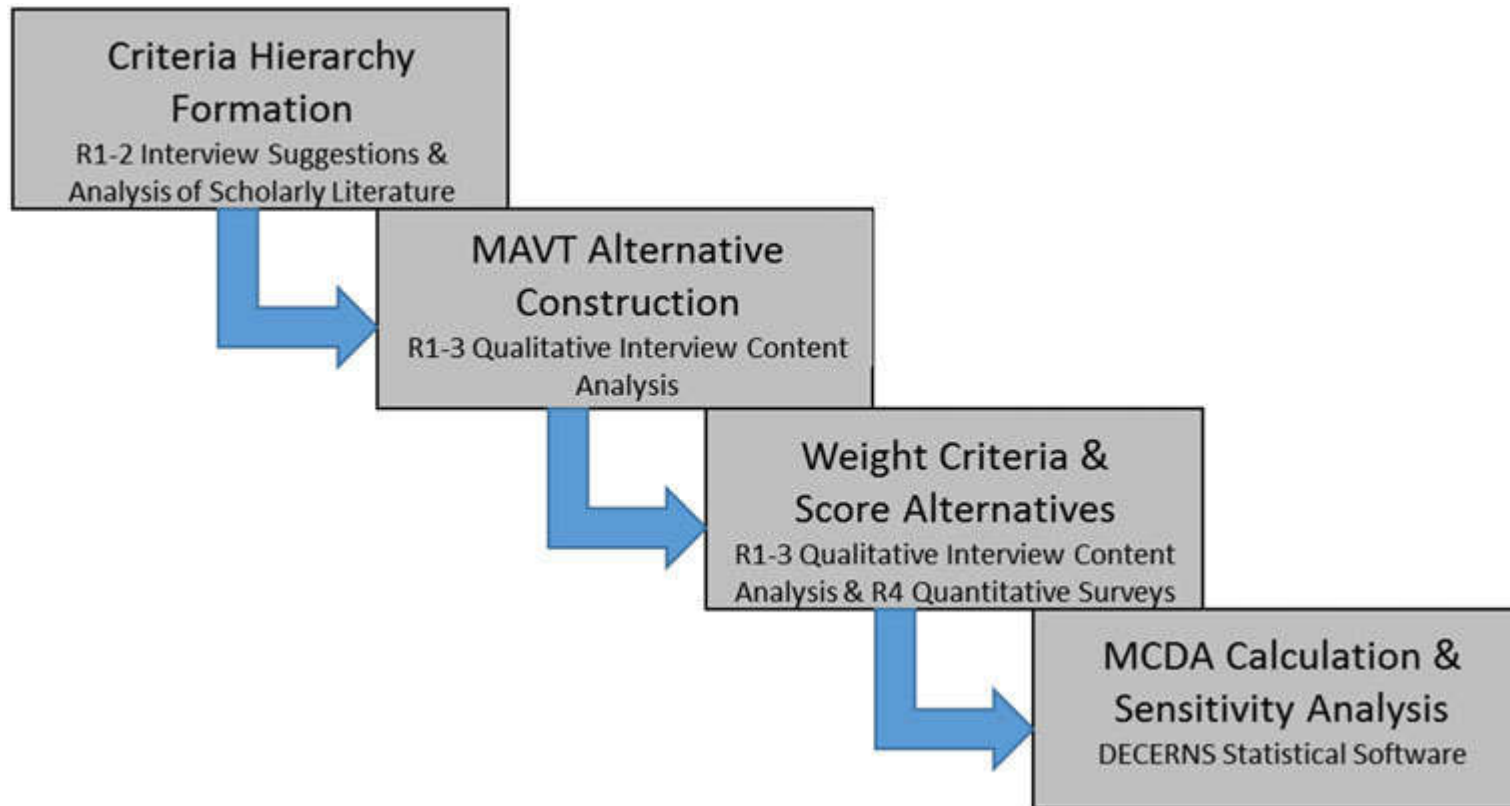 Criteria Hierarchy
Formation
R1-2 Interview Suggestions &
Analysis of Scholarly Literature
MAVT Alternative
Construction
R1-3 Qualitative Interview Content
Analysis
Weight Criteria &
Score Alternatives
R1-3 Qualitative Interview Content
Analysis & R4 Quantitative Surveys
MCDA Calculation &
Sensitivity Analysis
DECERNS Statistical Software